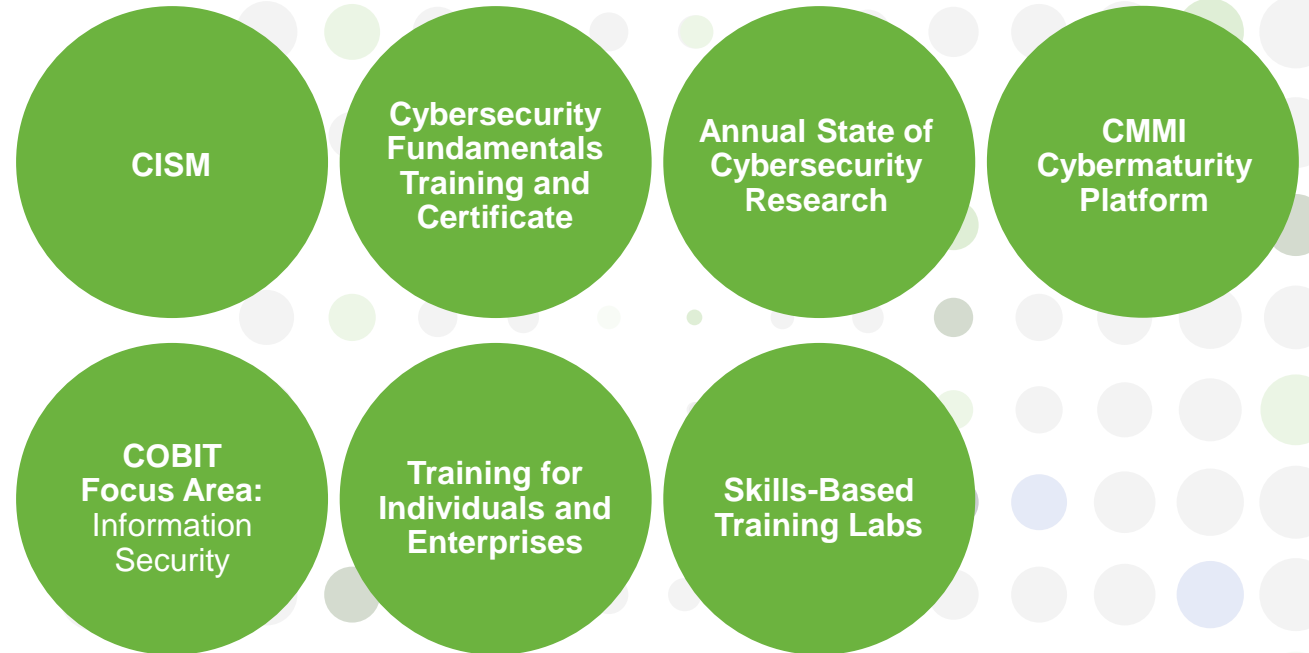 CISM
Cybersecurity
Fundamentals
Training and
Certificate
Annual State of
Cybersecurity
Research
CMMI
Cybermaturity
Platform
COBIT
Focus Area:
Information
Security
Training for
Individuals and
Enterprises
Skills-Based
Training Labs